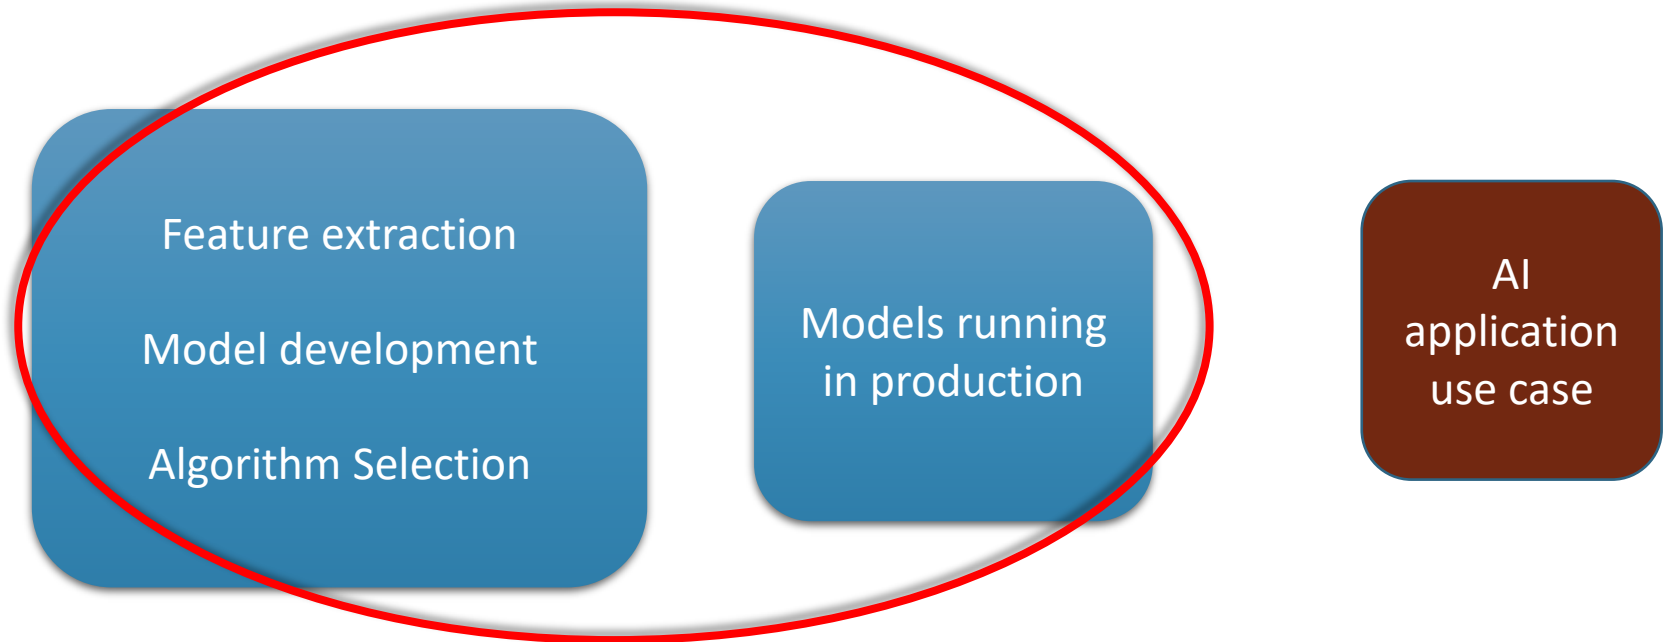 Feature extraction
Model development
Algorithm Selection
Models running
in production
AI
application
use case